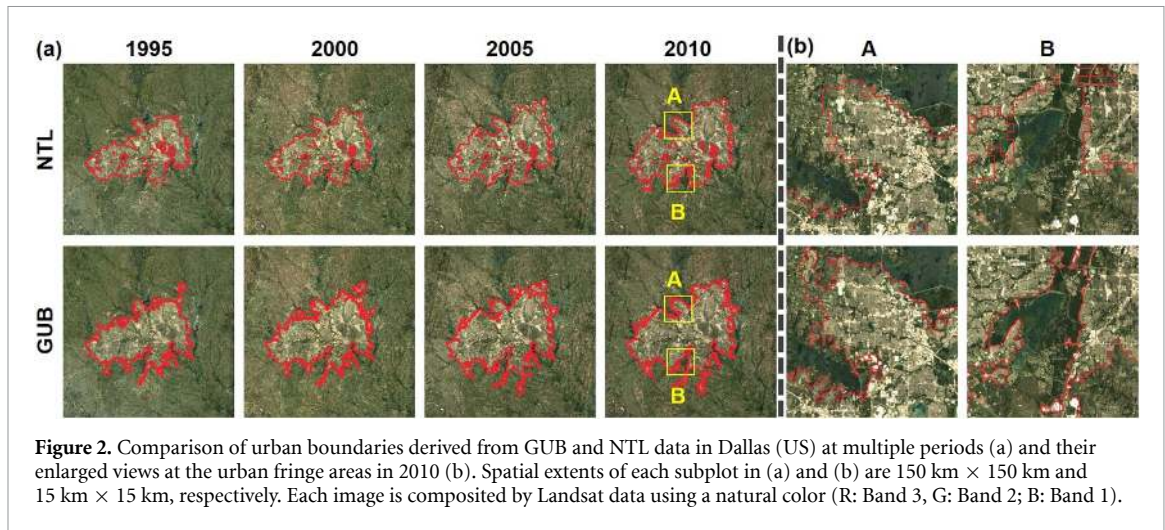 (a) 1995 2000 2005 2010 (b) A B
NTL
A
B
GUB
A
B
Figure 2. Comparison of urban boundaries derived from GUB and NTL data in Dallas (US) at multiple periods (a) and their
enlarged views at the urban fringe areas in 2010 (b). Spatial extents of each subplot in (a) and (b) are 150 km × 150 km and
15 km × 15 km, respectively. Each image is composited by Landsat data using a natural color (R: Band 3, G: Band 2; B: Band 1).